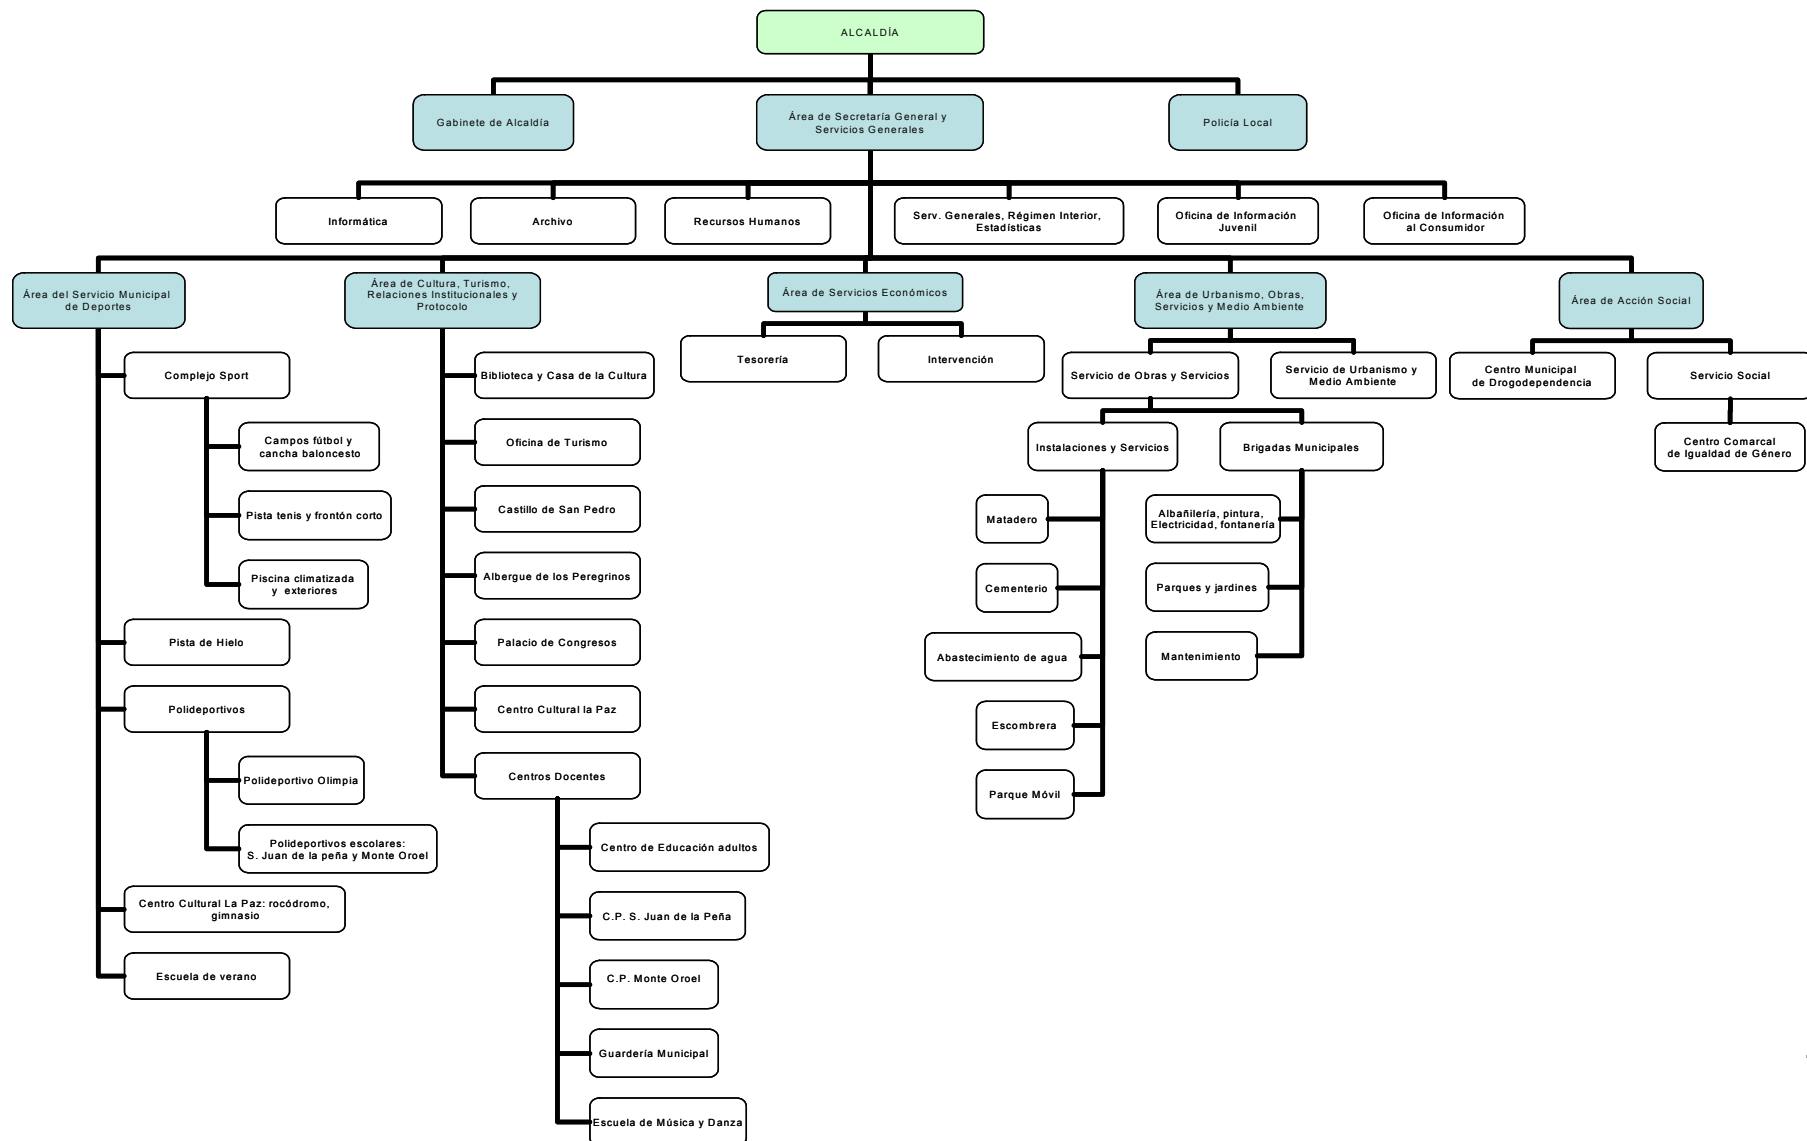 ALCALDÍA
Gabinete de Alcaldía
Área de Secretaría General y
Servicios Generales
Policía Local
Informática
Archivo
Recursos Humanos
Serv. Generales, Régimen Interior,
Estadísticas
Oficina de Información
Juvenil
Oficina de Información
al Consumidor
Área del Servicio Municipal
de Deportes
Área de Cultura, Turismo,
Relaciones Institucionales y
Protocolo
Área de Servicios Económicos
Área de Urbanismo, Obras,
Servicios y Medio Ambiente
Área de Acción Social
Complejo Sport
Campos fútbol y
cancha baloncesto
Pista tenis y frontón corto
Piscina climatizada
y exteriores
Pista de Hielo
Polideportivos
Polideportivo Olimpia
Polideportivos escolares:
S. Juan de la peña y Monte Oroel
Centro Cultural La Paz: rocódromo,
gimnasio
Escuela de verano
Biblioteca y Casa de la Cultura
Oficina de Turismo
Castillo de San Pedro
Albergue de los Peregrinos
Palacio de Congresos
Centro Cultural la Paz
Centros Docentes
Centro de Educación adultos
C.P. S. Juan de la Peña
C.P. Monte Oroel
Guardería Municipal
Escuela de Música y Danza
Tesorería
Intervención
Servicio de Obras y Servicios
Servicio de Urbanismo y
Medio Ambiente
Instalaciones y Servicios
Brigadas Municipales
Matadero
Cementerio
Abastecimiento de agua
Escombrera
Parque Móvil
Albañilería, pintura,
Electricidad, fontanería
Parques y jardines
Mantenimiento
Centro Municipal
de Drogodependencia
Servicio Social
Centro Comarcal
de Igualdad de Género